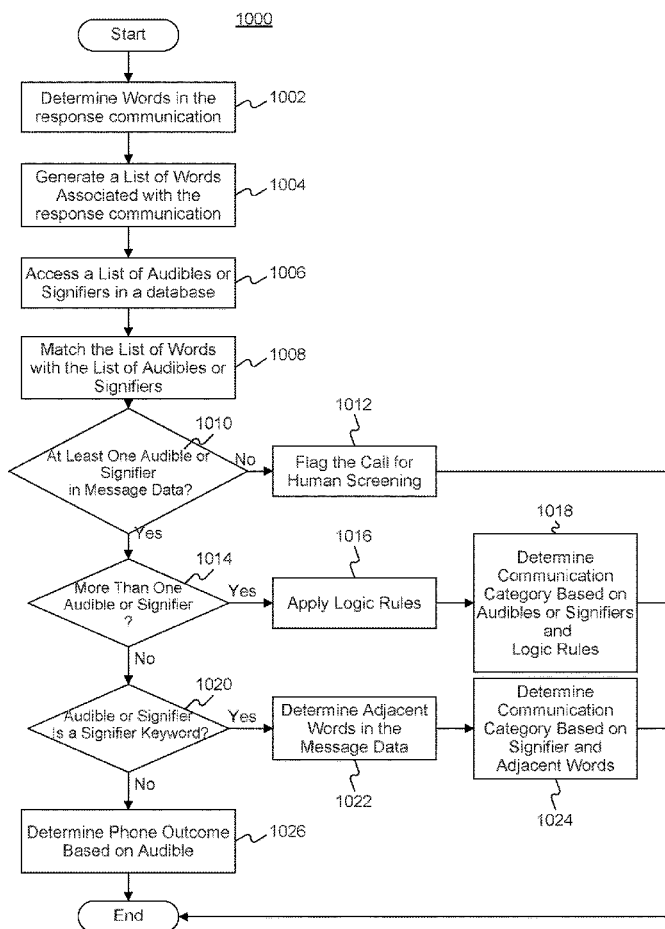 1000
Start
Determine Words in the
response communication
1002
Generate a List of Words
Associated with the
response communication
1004
Access a List of Audibles or
Signifiers in a database
1006
Match the List of Words
with the List of Audibles or
Signifiers
1008
1010
At Least One Audible or
Signifier
in Message Data?
No
Yes
1012
Flag the Call for
Human Screening
1014
More Than One
Audible or Signifier
?
Yes
No
1016
Apply Logic Rules
1018
Determine
Communication
Category Based on
Audibles or Signifiers
and
Logic Rules
1020
Audible or Signifier
Is a Signifier Keyword?
Yes
No
Determine Adjacent
Words in the
Message Data
1022
Determine
Communication
Category Based on
Signifier and
Adjacent Words
1024
Determine Phone Outcome
Based on Audible
1026
End